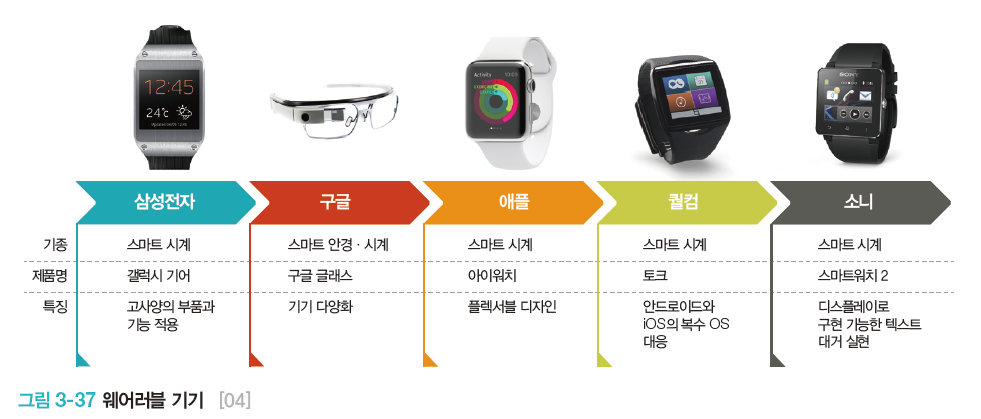 12:45
24℃
Activity 10:09
SONY
삼성전자 구글 애플 퀄컴 소니
기종 스마트 시계 스마트 안경 · 시계 스마트 시계 스마트 시계 스마트 시계
제품명 갤럭시 기어 구글 글래스 아이워치 토크 스마트워치 2
특징 고사양의 부품과 기기 다양화 플렉서블 디자인 안드로이드와 디스플레이로
기능 적용 iOS의 복수 OS 구현 가능한 텍스트
대응 대거 실현
그림 3-37 웨어러블 기기 [04]